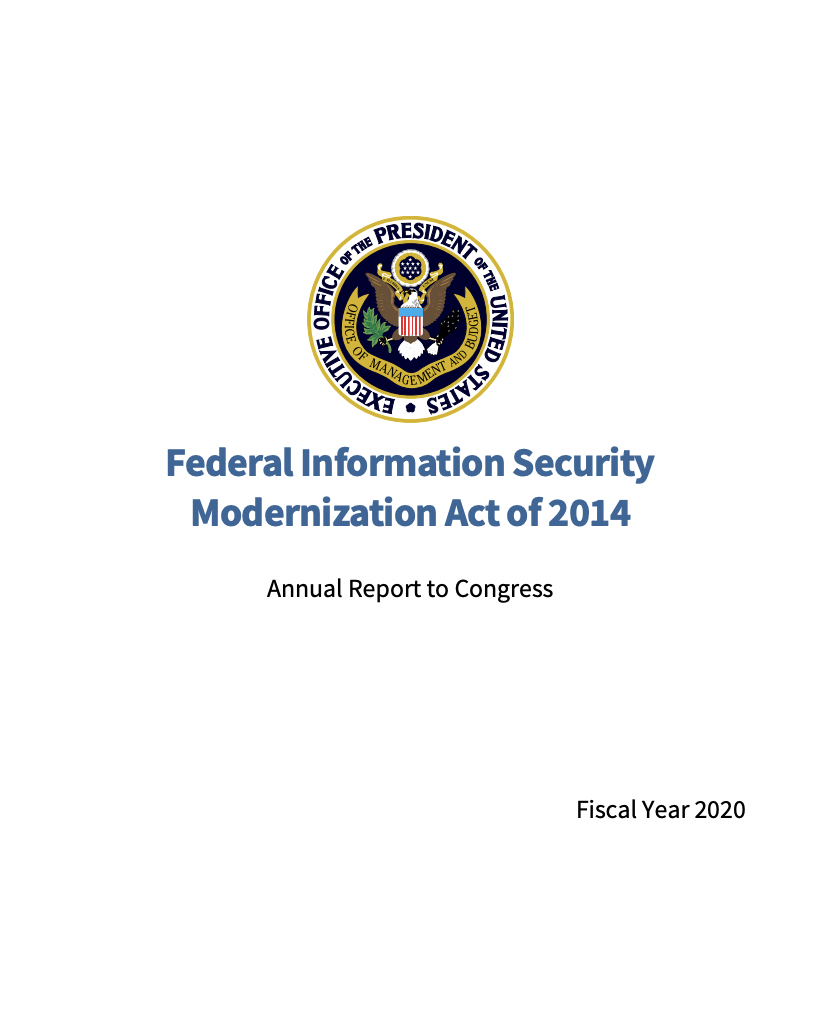 EXECUTIVE OFFICE OF THE PRESIDENT OF THE UNITED STATES
OFFICE OF MANAGEMENT AND BUDGET
Federal Information Security
Modernization Act of 2014
Annual Report to Congress
Fiscal Year 2020